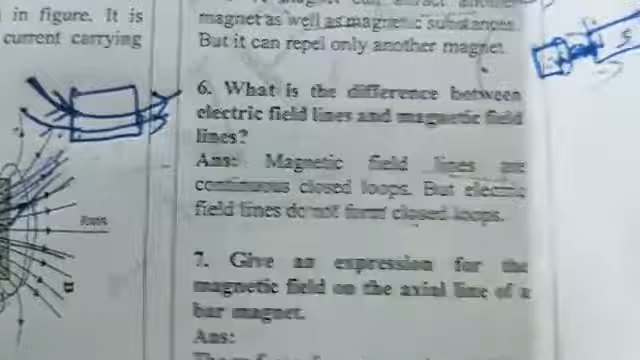 in figure. It is
current carrying
magnet as well as magnetic substances.
But it can repel only another magnet.
6. What is the difference between
electric field lines and magnetic field
lines?
Ans: Magnetic field lines are
continuous closed loops. But electric
field lines do not form closed loops.
7. Give an expression for the
magnetic field on the axial line of a
bar magnet.
Ans:
S